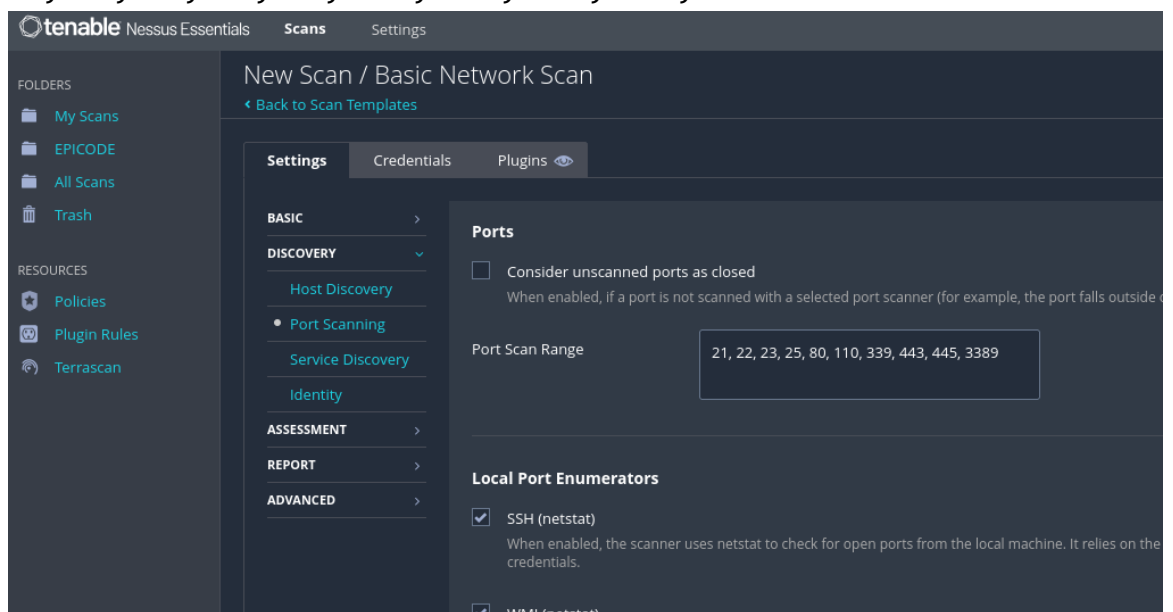 tenable Nessus Essentials Scans Settings
FOLDERS
My Scans
EPICODE
All Scans
Trash
RESOURCES
Policies
Plugin Rules
Terrascan
New Scan / Basic Network Scan
Back to Scan Templates
Settings Credentials Plugins
BASIC
DISCOVERY
Host Discovery
Port Scanning
Service Discovery
Identity
ASSESSMENT
REPORT
ADVANCED
Ports
Consider unscanned ports as closed
When enabled, if a port is not scanned with a selected port scanner (for example, the port falls outside
Port Scan Range 21, 22, 23, 25, 80, 110, 339, 443, 445, 3389
Local Port Enumerators
SSH (netstat)
When enabled, the scanner uses netstat to check for open ports from the local machine. It relies on the
credentials.
WMI (netstat)